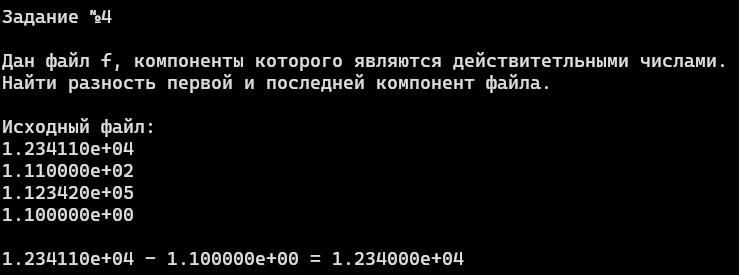 Задание №4
Дан файл f, компоненты которого являются действитетльными числами.
Найти разность первой и последней компонент файла.
Исходный файл:
1.234110e+04
1.110000e+02
1.123420e+05
1.100000e+00
1.234110e+04 - 1.100000e+00 = 1.234000e+04